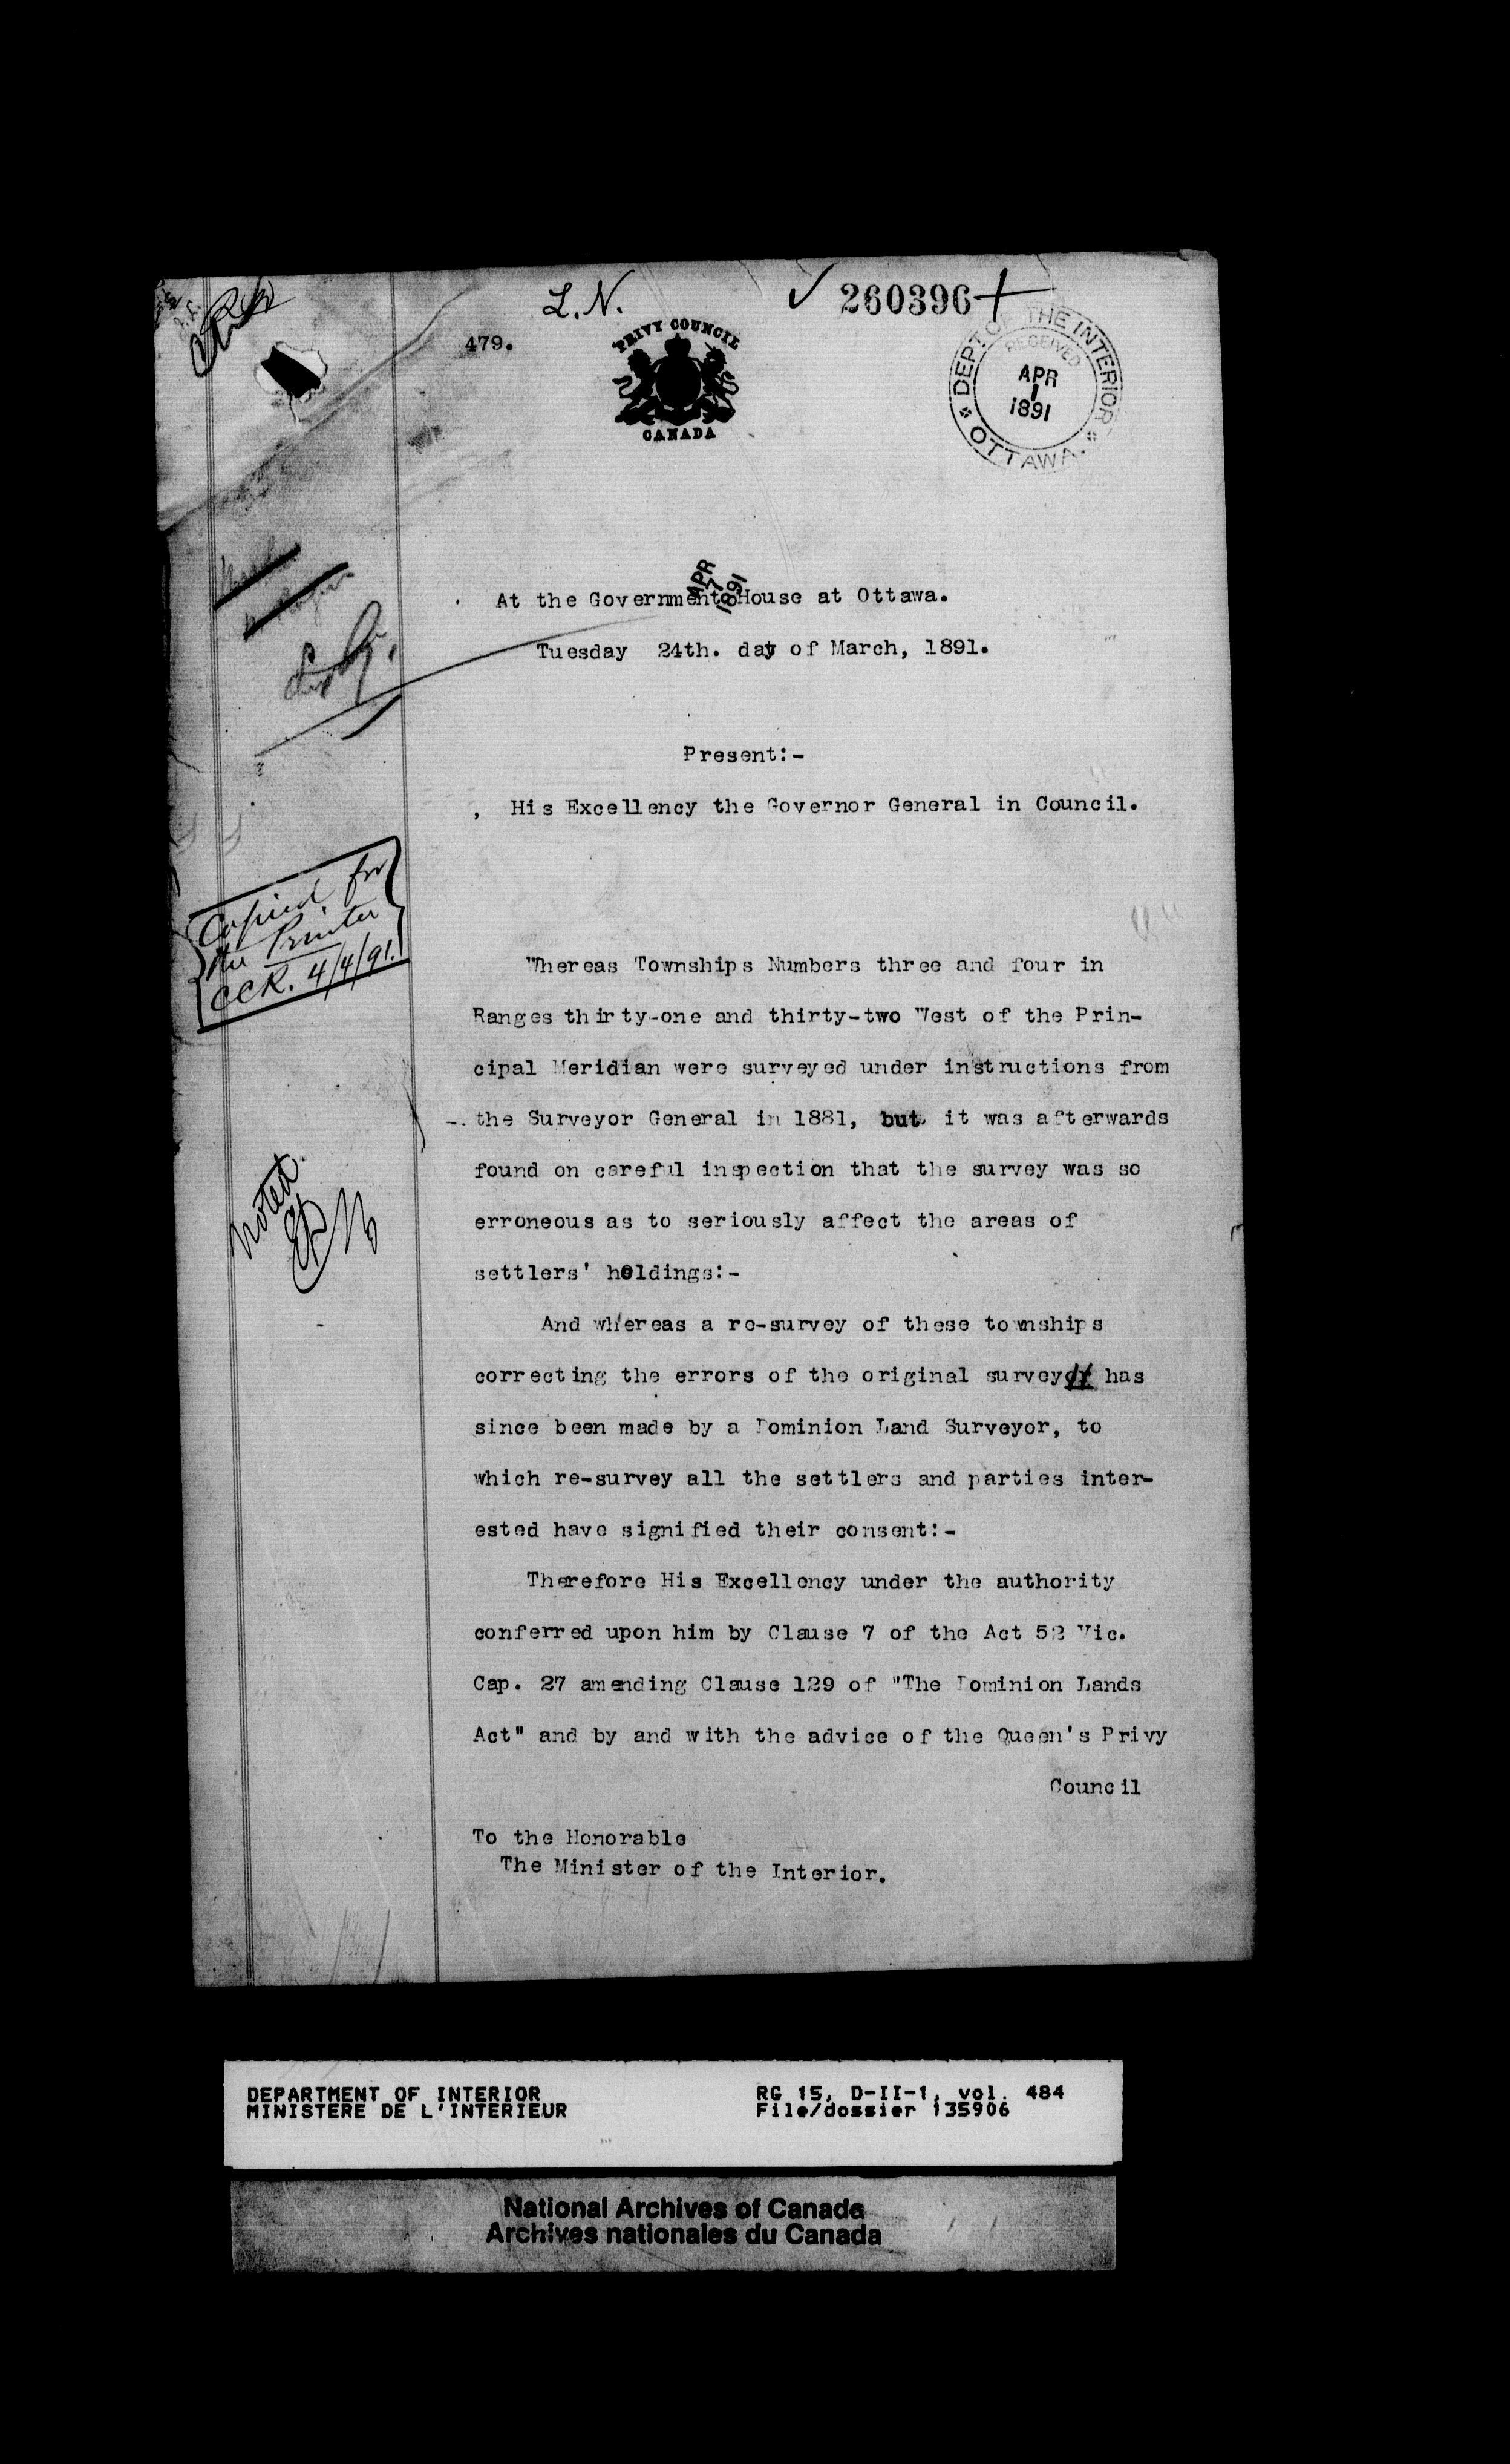 L.N.
260396
479.
PRIVY COUNCIL
CANADA
DEPT OF THE INTERIOR
RECEIVED
APR
1
1891
OTTAWA.
APR
7
1891
At the Government House at Ottawa.
Tuesday 24th. day of March, 1891.
Present:-
His Excellency the Governor General in Council.
Copied for
the Printer
CCR. 4/4/91.
Whereas Townships Numbers three and four in
Ranges thirty-one and thirty-two West of the Prin-
cipal Meridian were surveyed under instructions from
the Surveyor General in 1881, but it was afterwards
found on careful inspection that the survey was so
erroneous as to seriously affect the areas of
settlers' holdings:-
Noted
And whereas a re-survey of these townships
correcting the errors of the original survey has
since been made by a Dominion Land Surveyor, to
which re-survey all the settlers and parties inter-
ested have signified their consent:-
Therefore His Excellency under the authority
conferred upon him by Clause 7 of the Act 52 Vic.
Cap. 27 amending Clause 129 of "The Dominion Lands
Act" and by and with the advice of the Queen's Privy
Council
To the Honorable
The Minister of the Interior.
DEPARTMENT OF INTERIOR
MINISTERE DE L'INTERIEUR
RG 15, D-II-1, vol. 484
File/dossier 135906
National Archives of Canada
Archives nationales du Canada